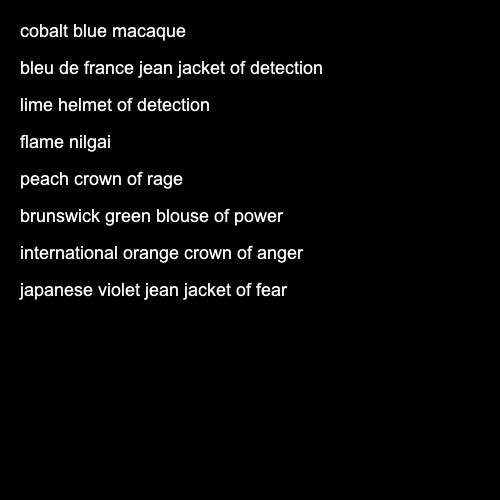 cobalt blue macaque
bleu de france jean jacket of detection
lime helmet of detection
flame nilgai
peach crown of rage
brunswick green blouse of power
international orange crown of anger
japanese violet jean jacket of fear